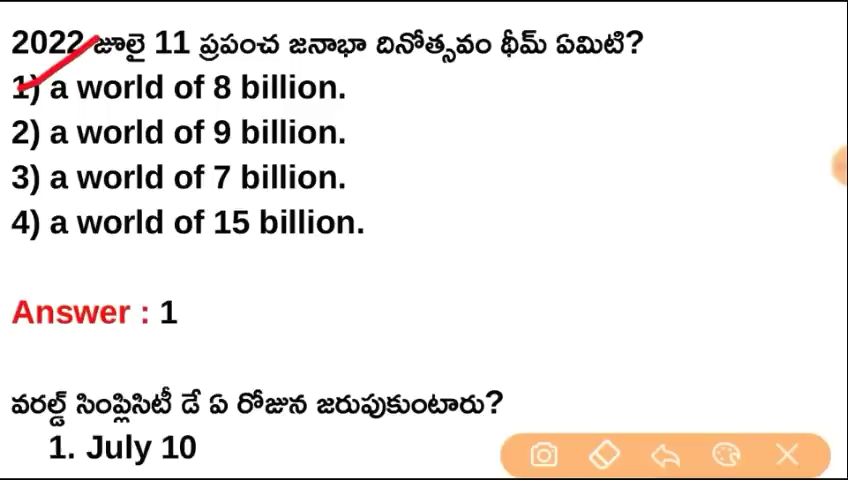 2022 జూలై 11 ప్రపంచ జనాభా దినోత్సవం థీమ్ ఏమిటి?
1) a world of 8 billion.
2) a world of 9 billion.
3) a world of 7 billion.
4) a world of 15 billion.
Answer : 1
వరల్డ్ సింప్లిసిటీ డే ఏ రోజున జరుపుకుంటారు?
1. July 10